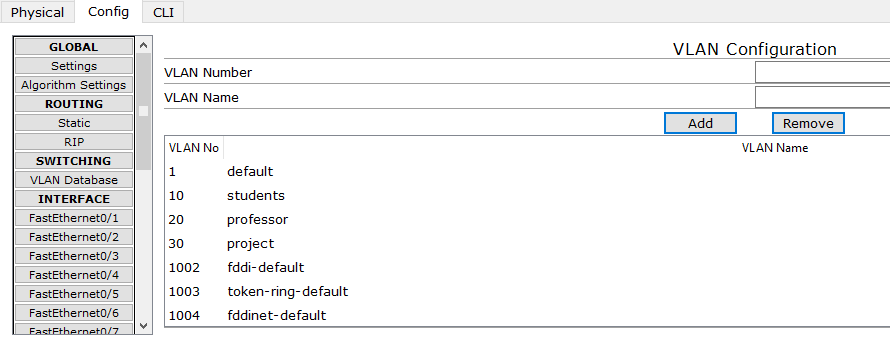 Physical Config CLI
GLOBAL
Settings
Algorithm Settings
ROUTING
Static
RIP
SWITCHING
VLAN Database
INTERFACE
FastEthernet0/1
FastEthernet0/2
FastEthernet0/3
FastEthernet0/4
FastEthernet0/5
FastEthernet0/6
FastEthernet0/7
VLAN Configuration
VLAN Number
VLAN Name
Add Remove
VLAN No VLAN Name
1 default
10 students
20 professor
30 project
1002 fddi-default
1003 token-ring-default
1004 fddinet-default